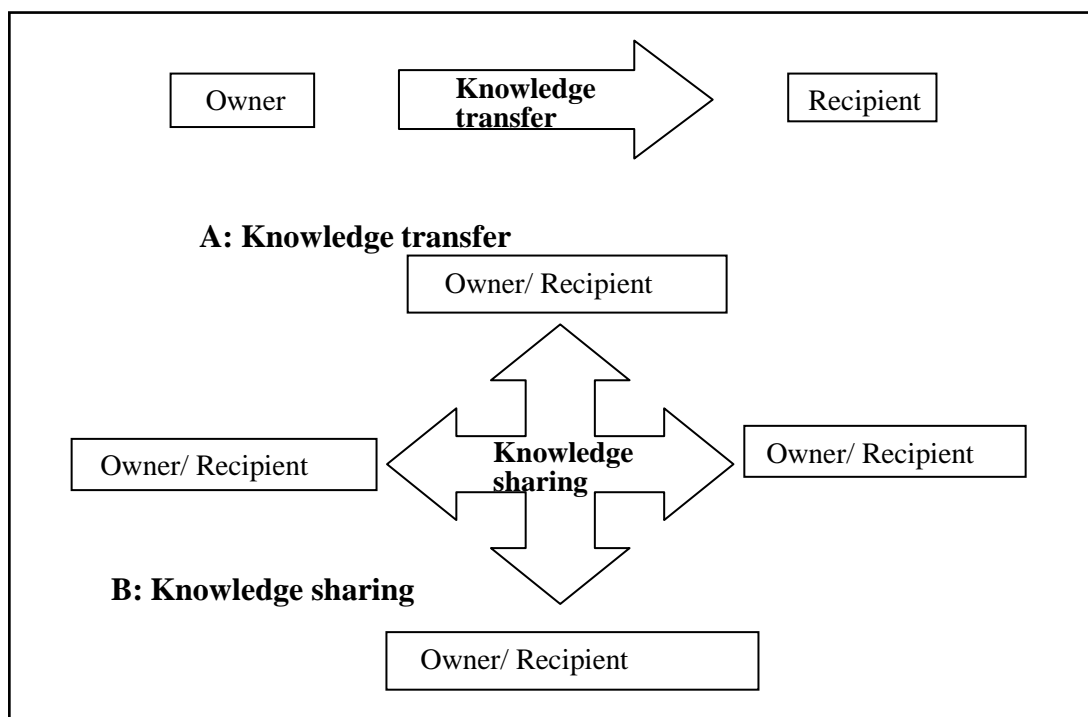 Owner
Knowledge
transfer
Recipient
A: Knowledge transfer
Owner/ Recipient
Owner/ Recipient
Knowledge
sharing
Owner/ Recipient
B: Knowledge sharing
Owner/ Recipient